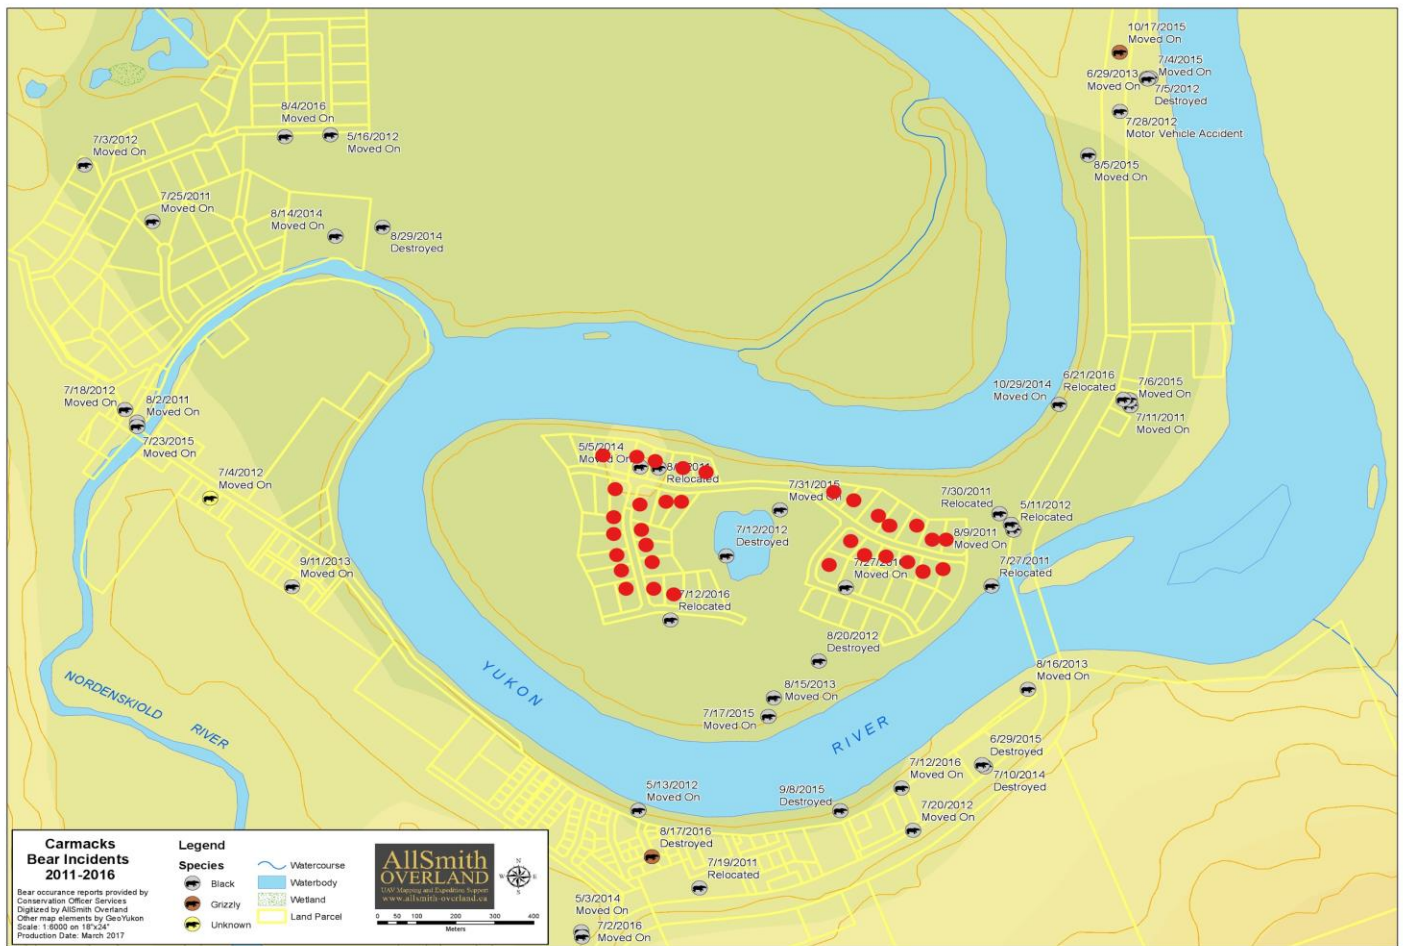 10/17/2015
Moved On
7/4/2015
Moved On
6/29/2013
Moved On
7/5/2012
Destroyed
7/28/2012
Motor Vehicle Accident
8/5/2015
Moved On
8/4/2016
Moved On
5/16/2012
Moved On
7/3/2012
Moved On
7/25/2011
Moved On
8/14/2014
Moved On
8/29/2014
Destroyed
7/18/2012
Moved On
8/2/2011
Moved On
7/23/2015
Moved On
7/4/2012
Moved On
9/11/2013
Moved On
10/29/2014
Moved On
6/21/2016
Relocated
7/6/2015
Moved On
7/11/2011
Moved On
5/5/2014
Moved On
2011
Relocated
7/31/2015
Moved On
7/12/2012
Destroyed
7/30/2011
Relocated
5/11/2012
Relocated
8/9/2011
Moved On
7/27/201
Moved On
7/27/2011
Relocated
7/12/2016
Relocated
8/20/2012
Destroyed
8/15/2013
Moved On
7/17/2015
Moved On
8/16/2013
Moved On
6/29/2015
Destroyed
7/10/2014
Destroyed
7/12/2016
Moved On
7/20/2012
Moved On
9/8/2015
Destroyed
5/13/2012
Moved On
8/17/2016
Destroyed
7/19/2011
Relocated
5/3/2014
Moved On
7/2/2016
Moved On
YUKON
RIVER
NORDENSKIOLD
RIVER
Carmacks
Bear Incidents
2011-2016
Bear occurance reports provided by
Conservation Officer Services
Digitized by AllSmith Overland
Other map elements by GeoYukon
Scale: 1:6000 on 18"x24"
Production Date: March 2017
Legend
Species
Black
Grizzly
Unknown
Watercourse
Waterbody
Wetland
Land Parcel
AllSmith
OVERLAND
UAV Mapping and Expedition Support
www.allsmith-overland.ca
N
W E
S
0 50 100 200 300 400
Meters